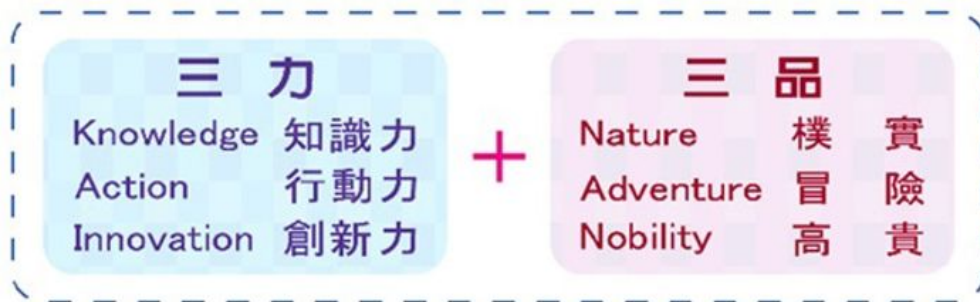 三力
Knowledge 知識力
Action 行動力
Innovation 創新力
+
三品
Nature 樸實
Adventure 冒險
Nobility 高貴